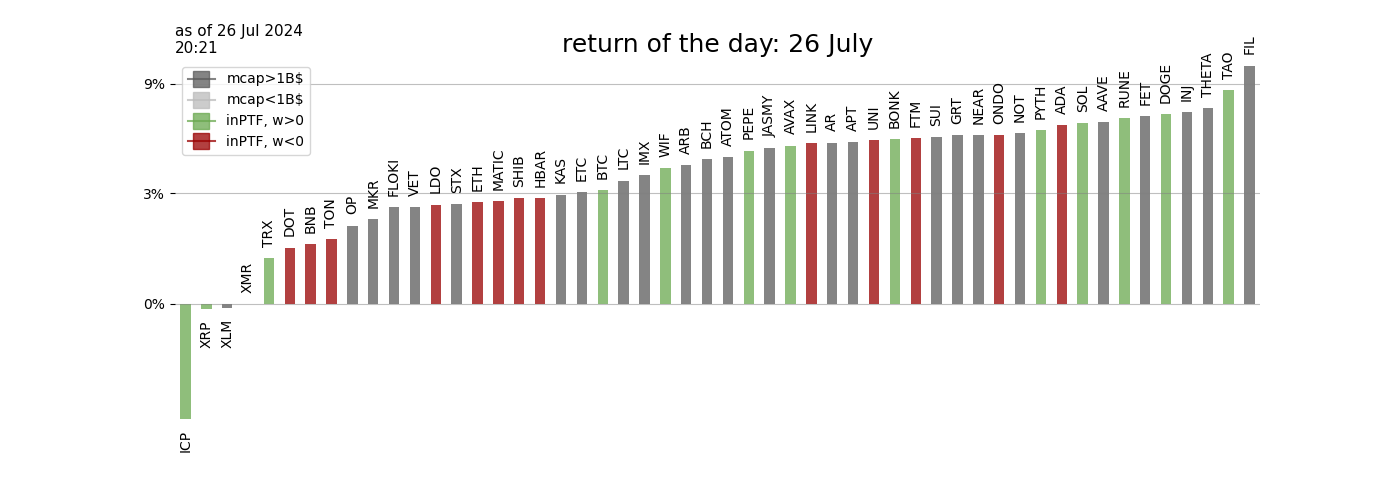 as of 26 Jul 2024
20:21
return of the day: 26 July
mcap>1B$
mcap<1B$
inPTF, w>0
inPTF, w<0
9%
3%
0%
ICP
XRP
XLM
XMR
TRX
DOT
BNB
TON
OP
MKR
FLOKI
VET
LDO
STX
ETH
MATIC
SHIB
HBAR
KAS
ETC
BTC
LTC
IMX
WIF
ARB
BCH
ATOM
PEPE
JASMY
AVAX
LINK
AR
APT
UNI
BONK
FTM
SUI
GRT
NEAR
ONDO
NOT
PYTH
ADA
SOL
AAVE
RUNE
FET
DOGE
INJ
THETA
TAO
FIL